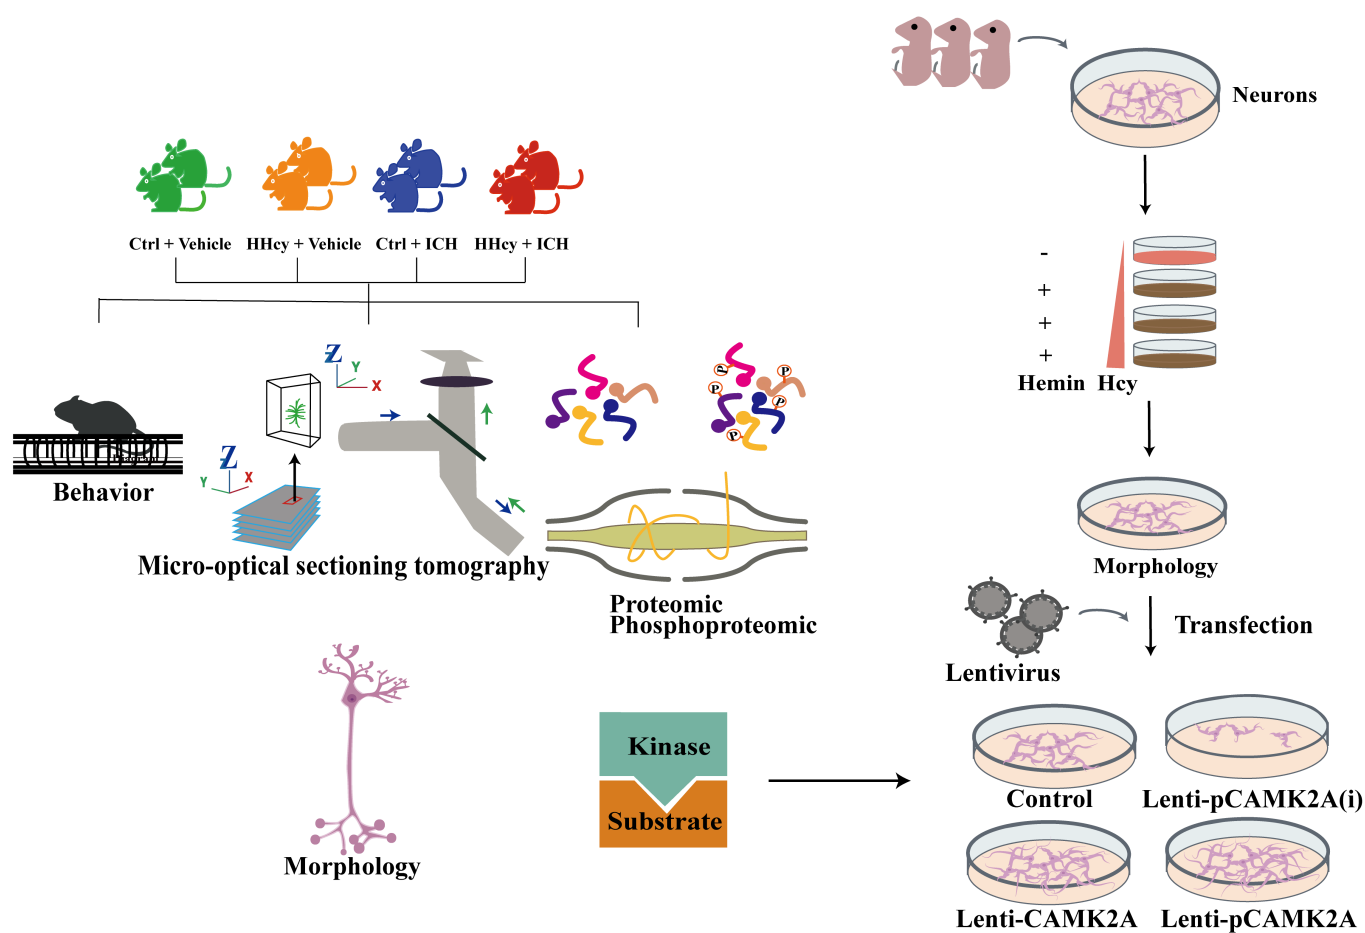 Neurons
Ctrl + Vehicle
HHcy + Vehicle
Ctrl + ICH
HHcy + ICH
-
+
+
+
Hemin
Hcy
Z
Y
X
Z
Y
X
P
P
P
P
P
Behavior
Micro-optical sectioning tomography
Proteomic
Phosphoproteomic
Morphology
Transfection
Lentivirus
Kinase
Substrate
Morphology
Control
Lenti-pCAMK2A(i)
Lenti-CAMK2A
Lenti-pCAMK2A